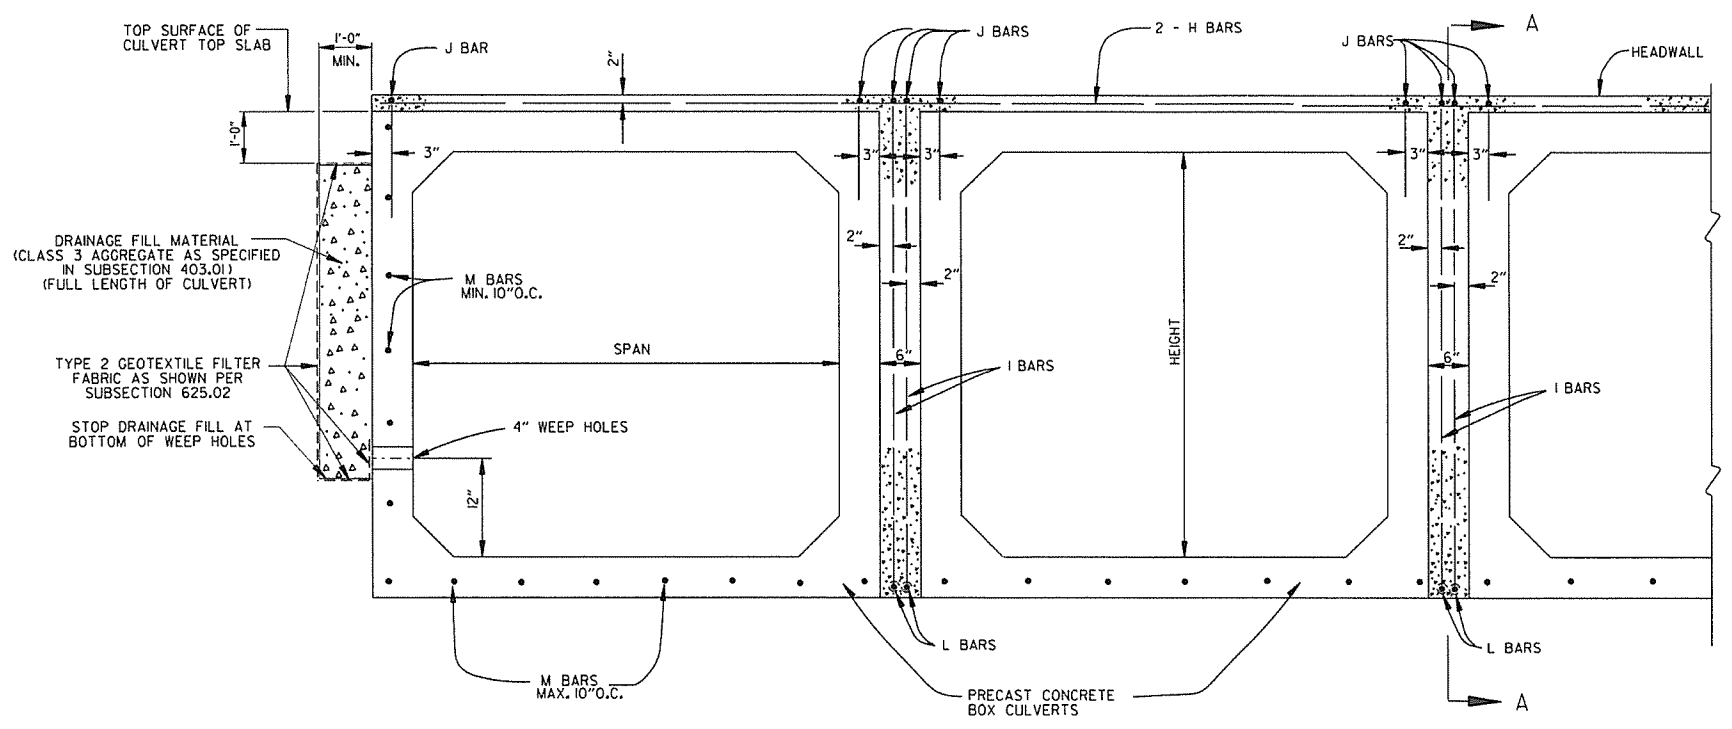 TOP SURFACE OF
CULVERT TOP SLAB
1'-0"
MIN.
J BAR
2"
J BARS
2 - H BARS
J BARS
A
HEADWALL
1'-0"
3"
3"
3"
3"
3"
DRAINAGE FILL MATERIAL
(CLASS 3 AGGREGATE AS SPECIFIED
IN SUBSECTION 403.01)
(FULL LENGTH OF CULVERT)
M BARS
MIN. 10"O.C.
2"
2"
2"
2"
HEIGHT
SPAN
6"
6"
TYPE 2 GEOTEXTILE FILTER
FABRIC AS SHOWN PER
SUBSECTION 625.02
I BARS
I BARS
STOP DRAINAGE FILL AT
BOTTOM OF WEEP HOLES
4" WEEP HOLES
12"
L BARS
L BARS
M BARS
MAX. 10"O.C.
PRECAST CONCRETE
BOX CULVERTS
A